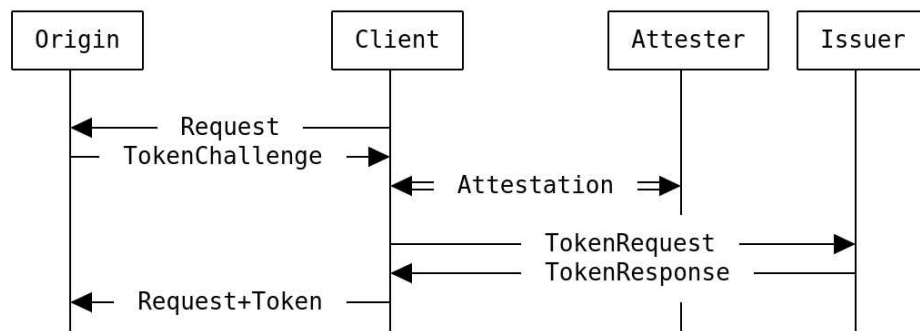 Origin Client Attester Issuer
Request
TokenChallenge
Attestation
TokenRequest
TokenResponse
Request+Token